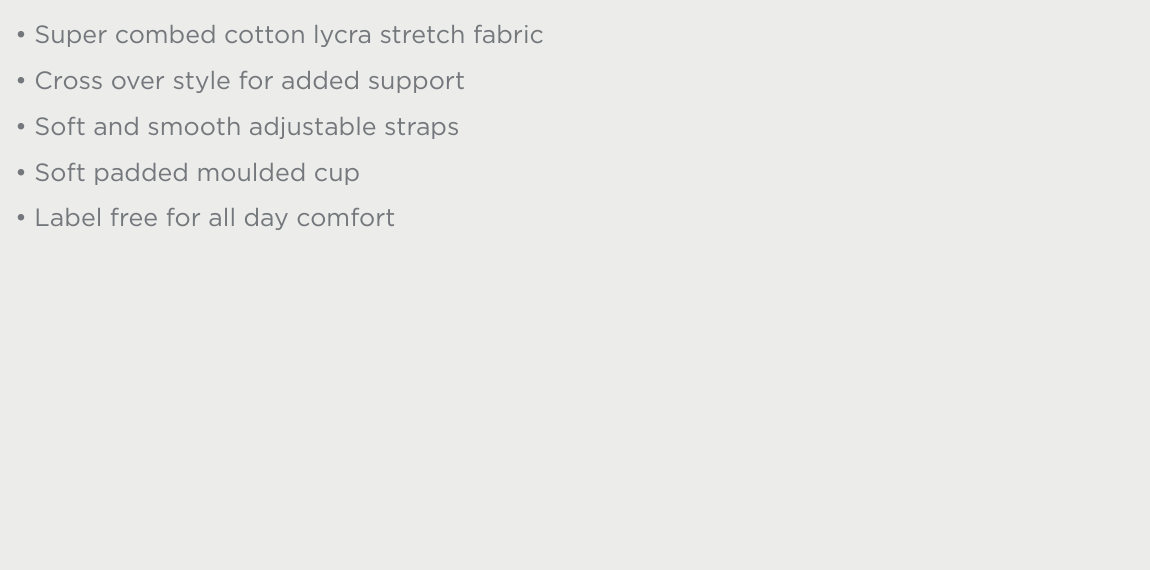 • Super combed cotton lycra stretch fabric
• Cross over style for added support
• Soft and smooth adjustable straps
• Soft padded moulded cup
• Label free for all day comfort